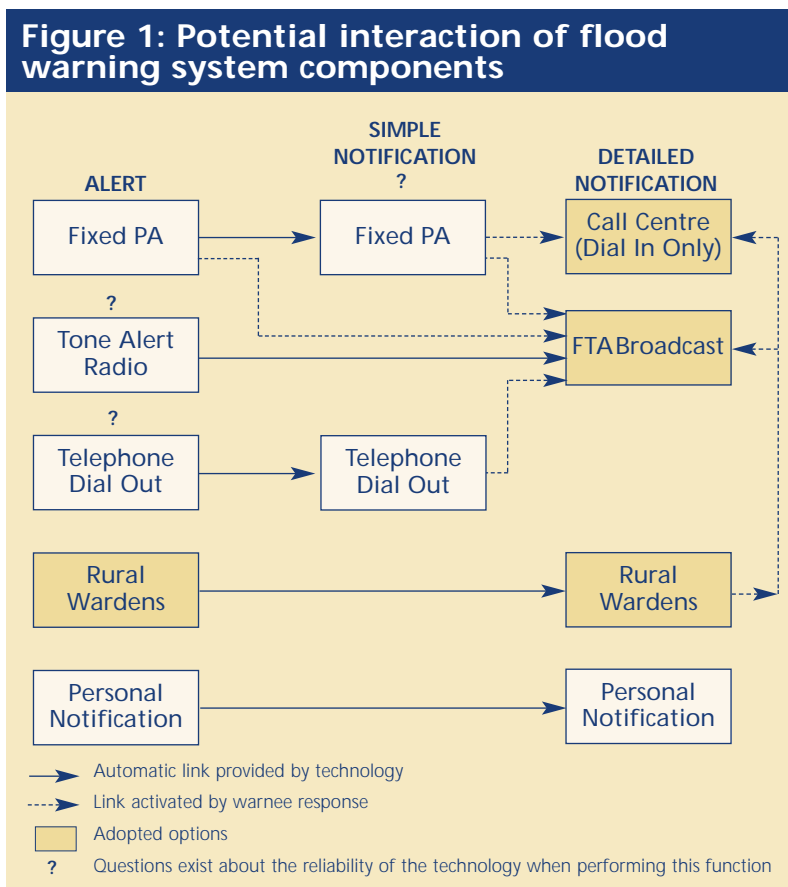 Figure 1: Potential interaction of flood
warning system components
SIMPLE
NOTIFICATION
?
DETAILED
NOTIFICATION
ALERT
Fixed PA
Fixed PA
Call Centre
(Dial In Only)
?
Tone Alert
Radio
FTA Broadcast
?
Telephone
Dial Out
Telephone
Dial Out
Rural
Wardens
Rural
Wardens
Personal
Notification
Personal
Notification
Automatic link provided by technology
Link activated by warnee response
Adopted options
? Questions exist about the reliability of the technology when performing this function